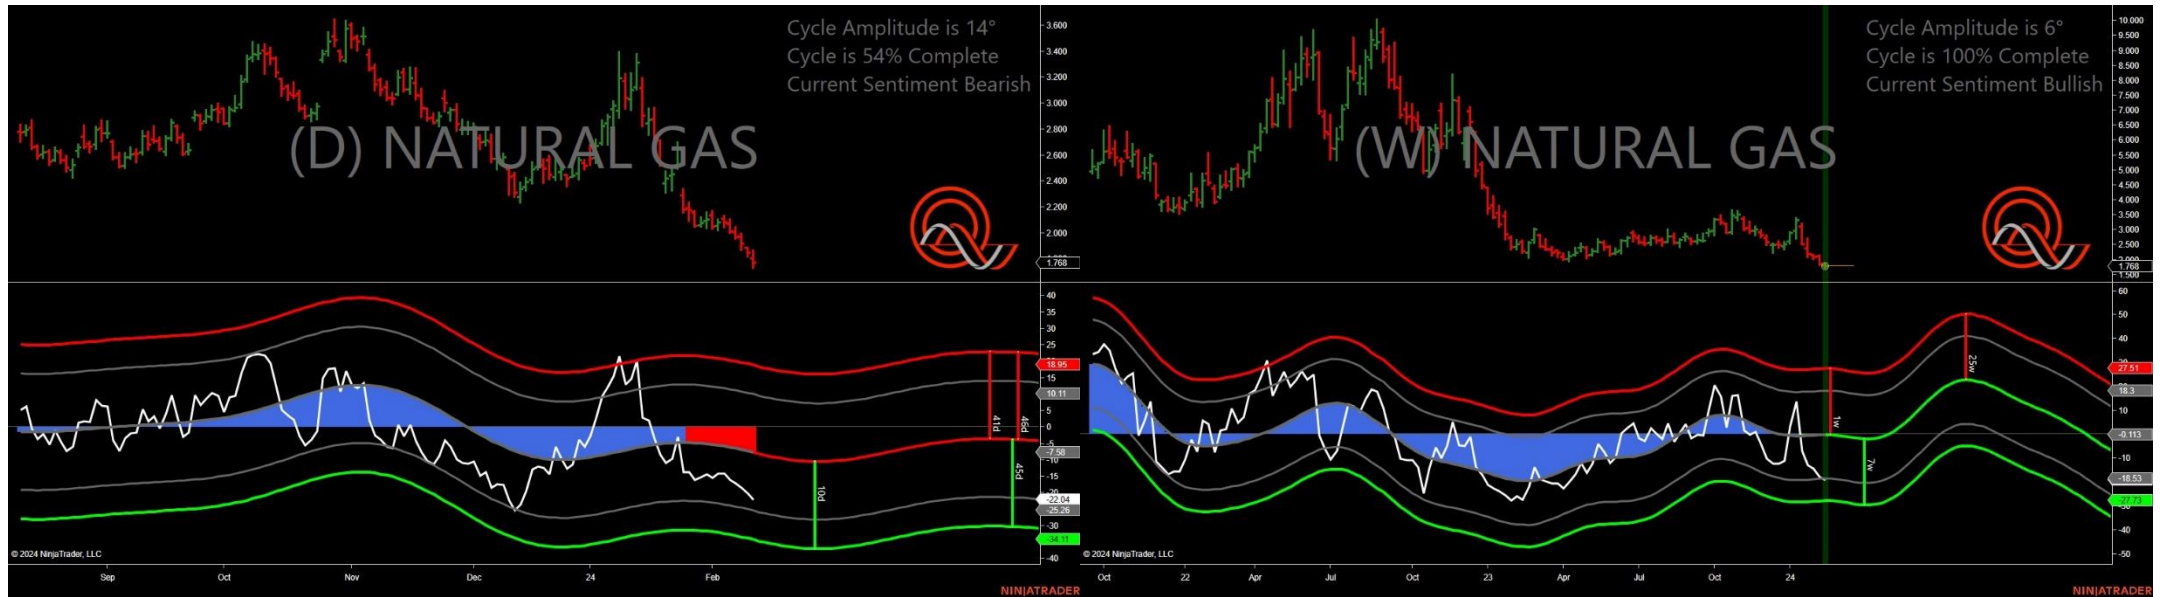 Cycle Amplitude is 14°
Cycle is 54% Complete
Current Sentiment Bearish
(D) NATURAL GAS
3.600
3.400
3.200
3.000
2.800
2.600
2.400
2.200
2.000
1.768
40
35
30
25
18.95
15
10.11
5
0
-5
-7.58
-10
-15
-22.04
-25.26
-30
-34.11
-40
41d
46d
45d
10d
© 2024 NinjaTrader, LLC
Sep
Oct
Nov
Dec
24
Feb
NINJATRADER
Cycle Amplitude is 6°
Cycle is 100% Complete
Current Sentiment Bullish
(W) NATURAL GAS
10.000
9.500
9.000
8.500
8.000
7.500
7.000
6.500
6.000
5.500
5.000
4.500
4.000
3.500
3.000
2.500
2.000
1.768
1.500
60
50
40
27.51
18.3
10
-0.113
-10
-18.53
-27.73
-40
-50
1w
7w
25w
© 2024 NinjaTrader, LLC
Oct
22
Apr
Jul
Oct
23
Apr
Jul
Oct
24
NINJATRADER